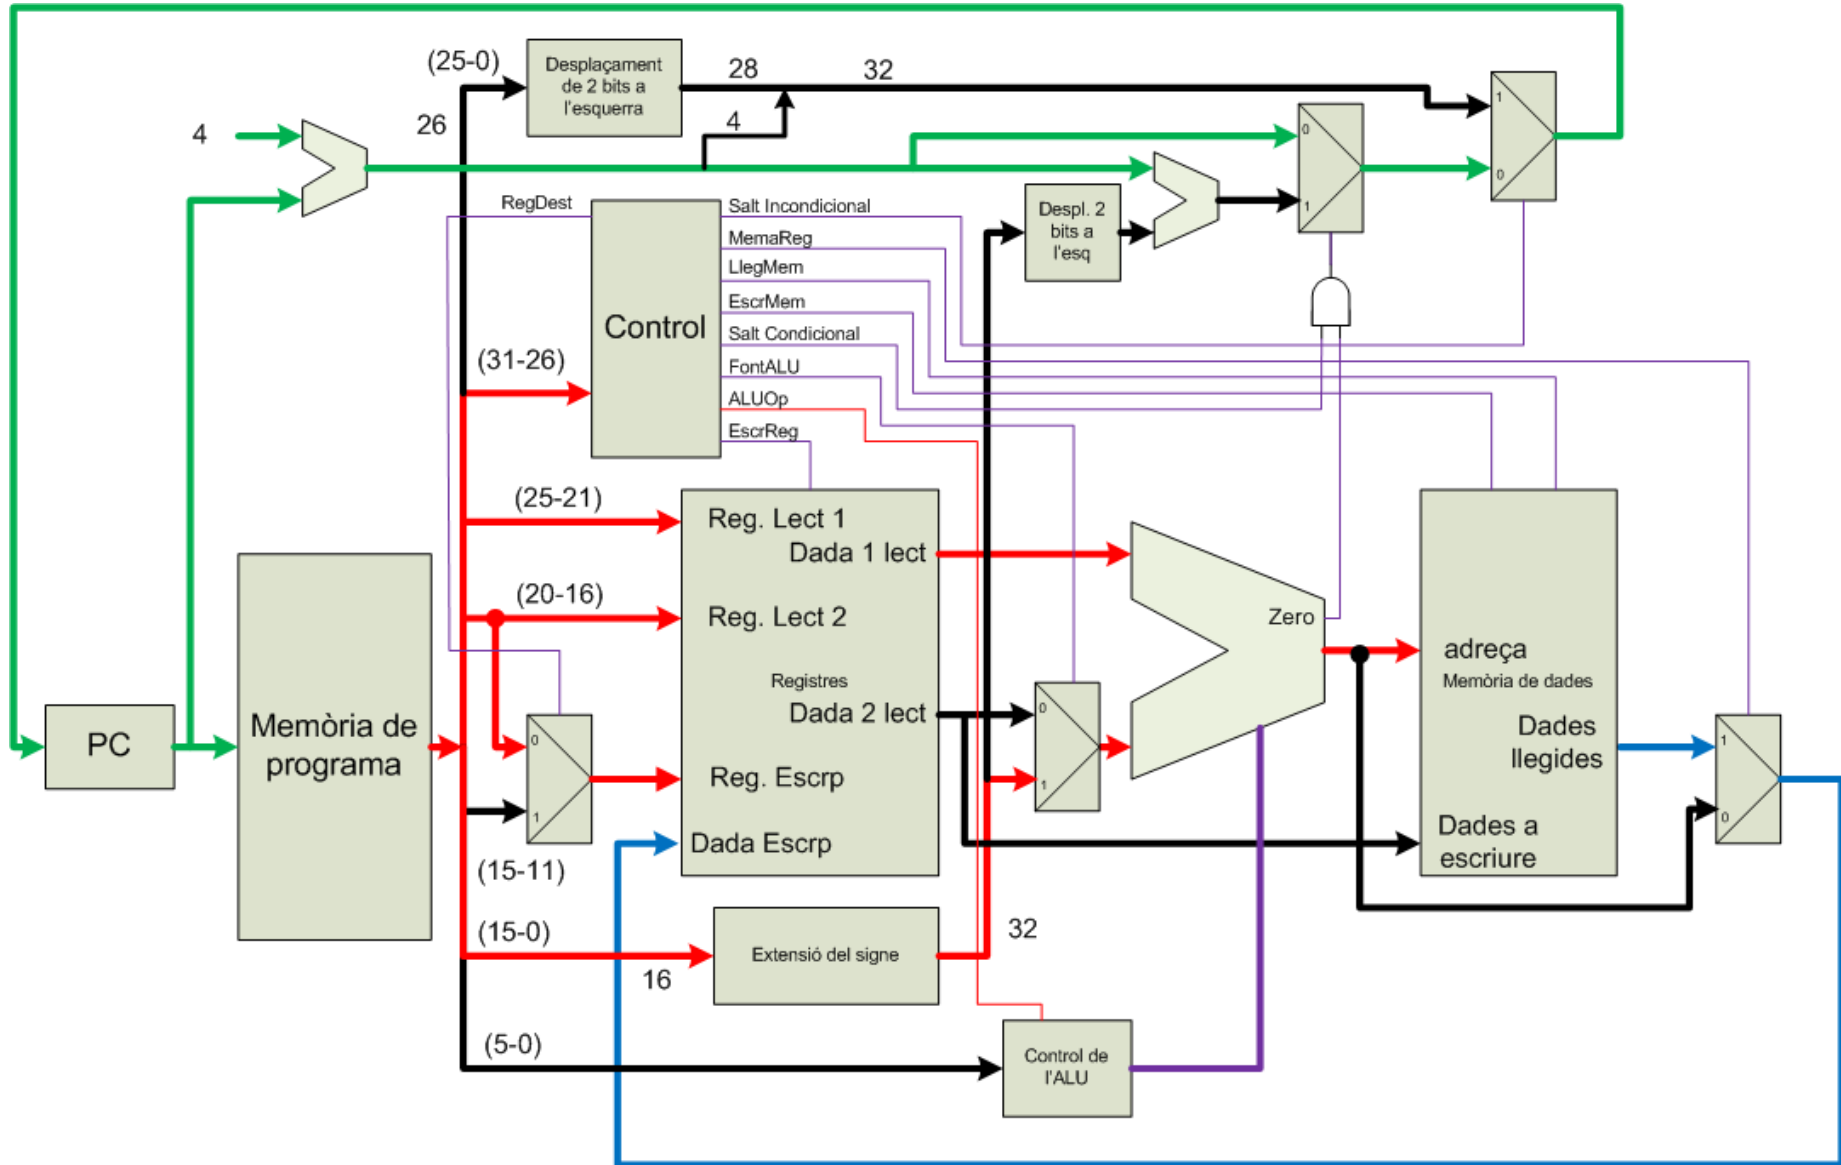 (25-0)
Desplaçament
de 2 bits a
l'esquerra
28
32
26
4
4
1
0
0
1
RegDest
Salt Incondicional
MemaReg
LlegMem
EscrMem
Salt Condicional
FontALU
ALUOp
EscrReg
Control
Despl. 2
bits a
l'esq
(31-26)
(25-21)
Reg. Lect 1
Dada 1 lect
(20-16)
Reg. Lect 2
Zero
Registres
Dada 2 lect
adreça
Memòria de dades
Dades
llegides
PC
Memòria de
programa
0
1
Reg. Escrp
0
1
1
0
Dada Escrp
Dades a
escriure
(15-11)
(15-0)
16
Extensió del signe
32
(5-0)
Control de
l'ALU